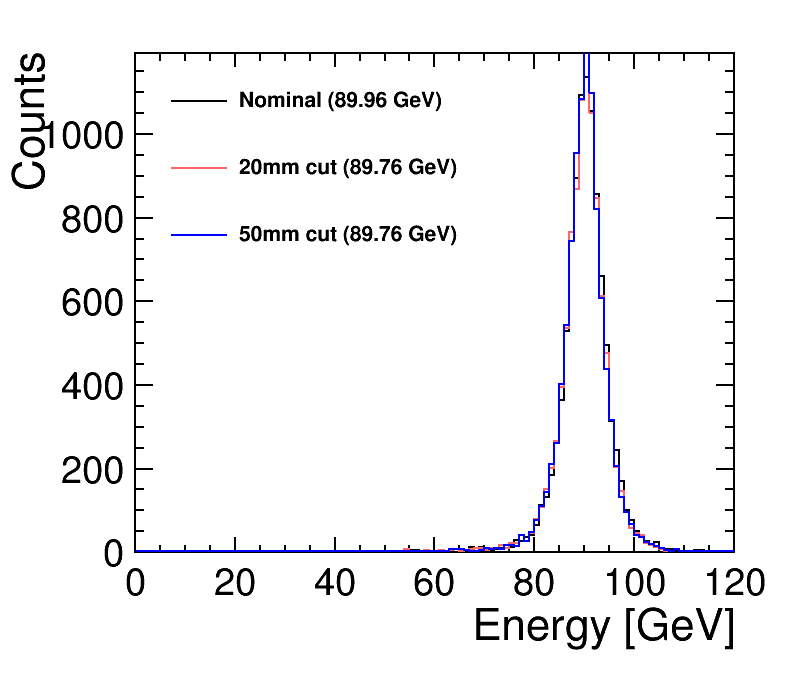 Counts
1000
800
600
400
200
0
Nominal (89.96 GeV)
20mm cut (89.76 GeV)
50mm cut (89.76 GeV)
0 20 40 60 80 100 120
Energy [GeV]